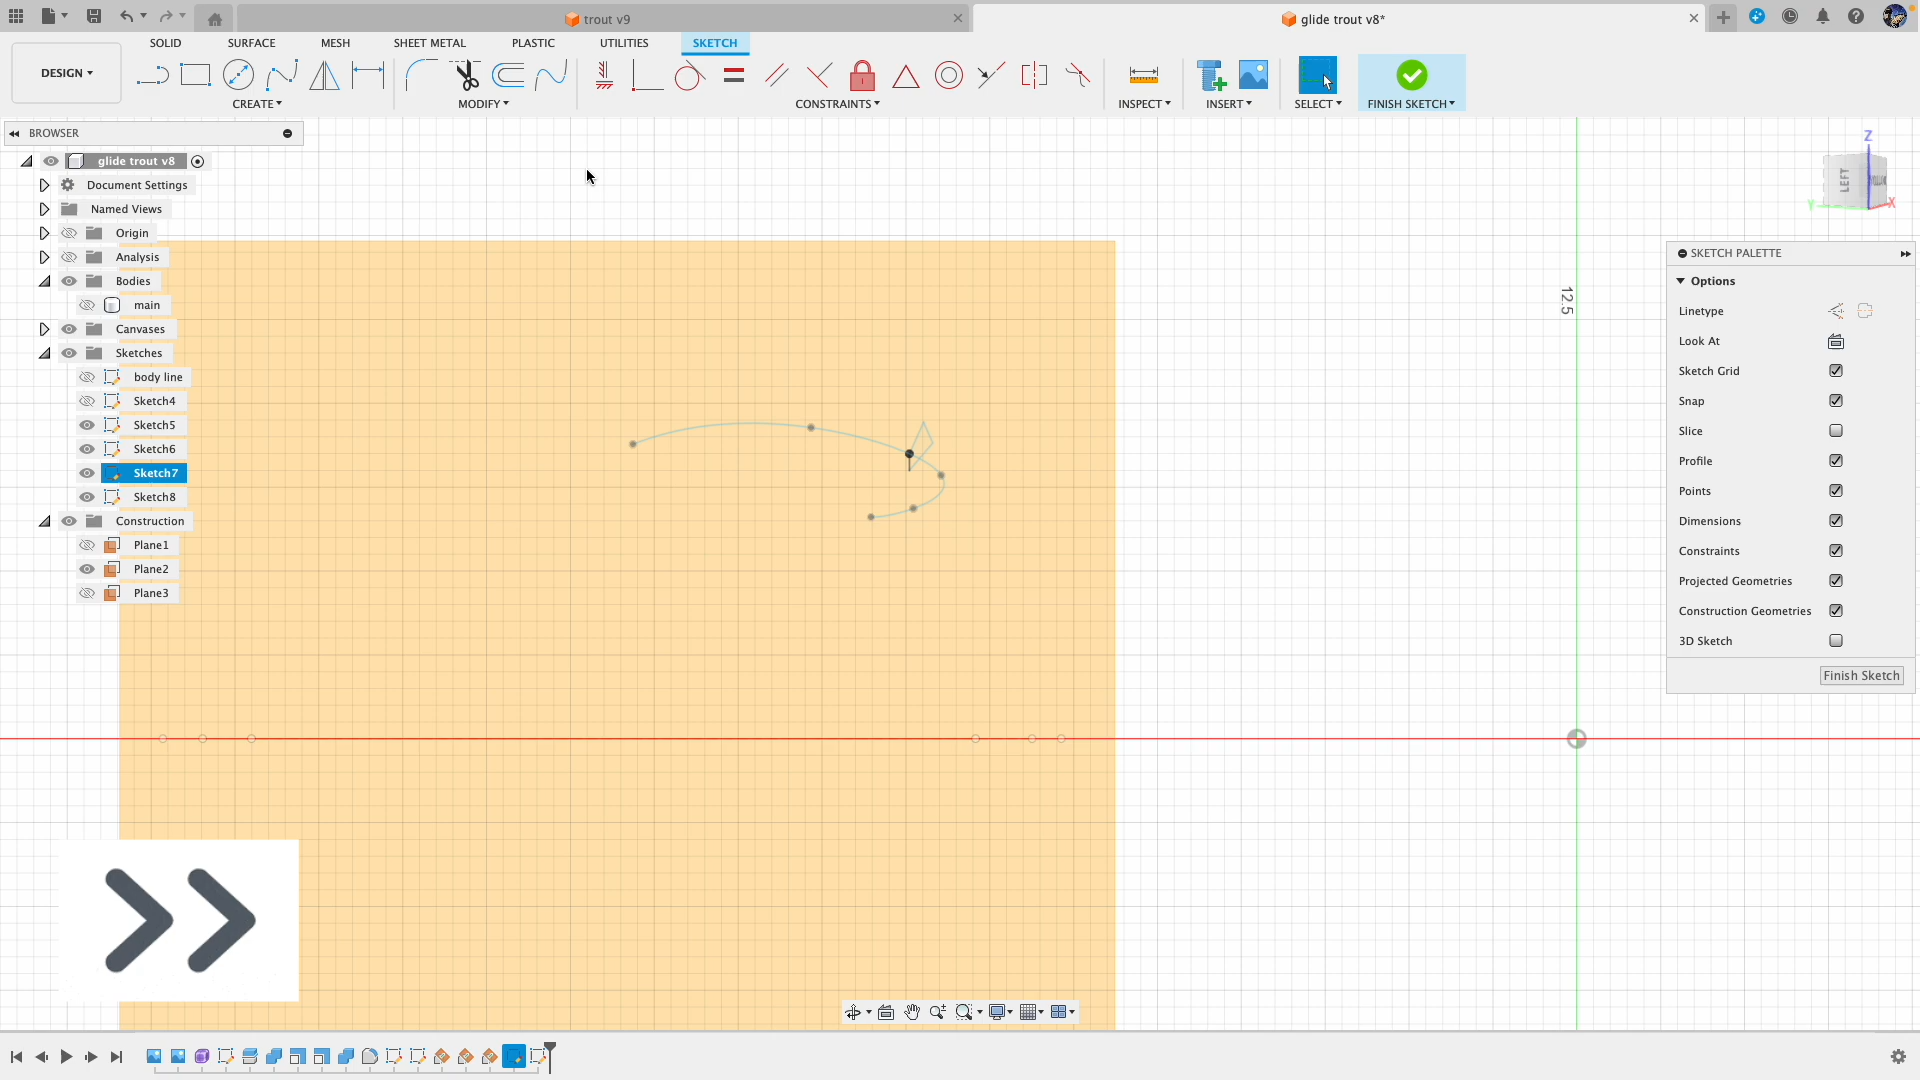 trout v9
glide trout v8*
SOLID
SURFACE
MESH
SHEET METAL
PLASTIC
UTILITIES
SKETCH
DESIGN
CREATE
MODIFY
CONSTRAINTS
INSPECT
INSERT
SELECT
FINISH SKETCH
BROWSER
glide trout v8
Document Settings
Named Views
Origin
Analysis
Bodies
main
Canvases
Sketches
body line
Sketch4
Sketch5
Sketch6
Sketch7
Sketch8
Construction
Plane1
Plane2
Plane3
12.5
Z
LEFT
Y
X
SKETCH PALETTE
Options
Linetype
Look At
Sketch Grid
Snap
Slice
Profile
Points
Dimensions
Constraints
Projected Geometries
Construction Geometries
3D Sketch
Finish Sketch